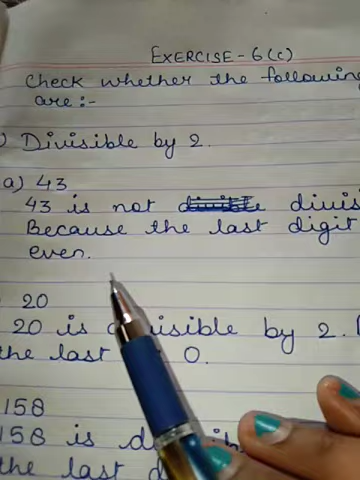 EXERCISE-6(c)
Check whether the following
are:-
) Divisible by 2.
a) 43
43 is not divisi
Because the last digit
even.
20
20 is divisible by 2.
the last 0.
158
158 is
the last